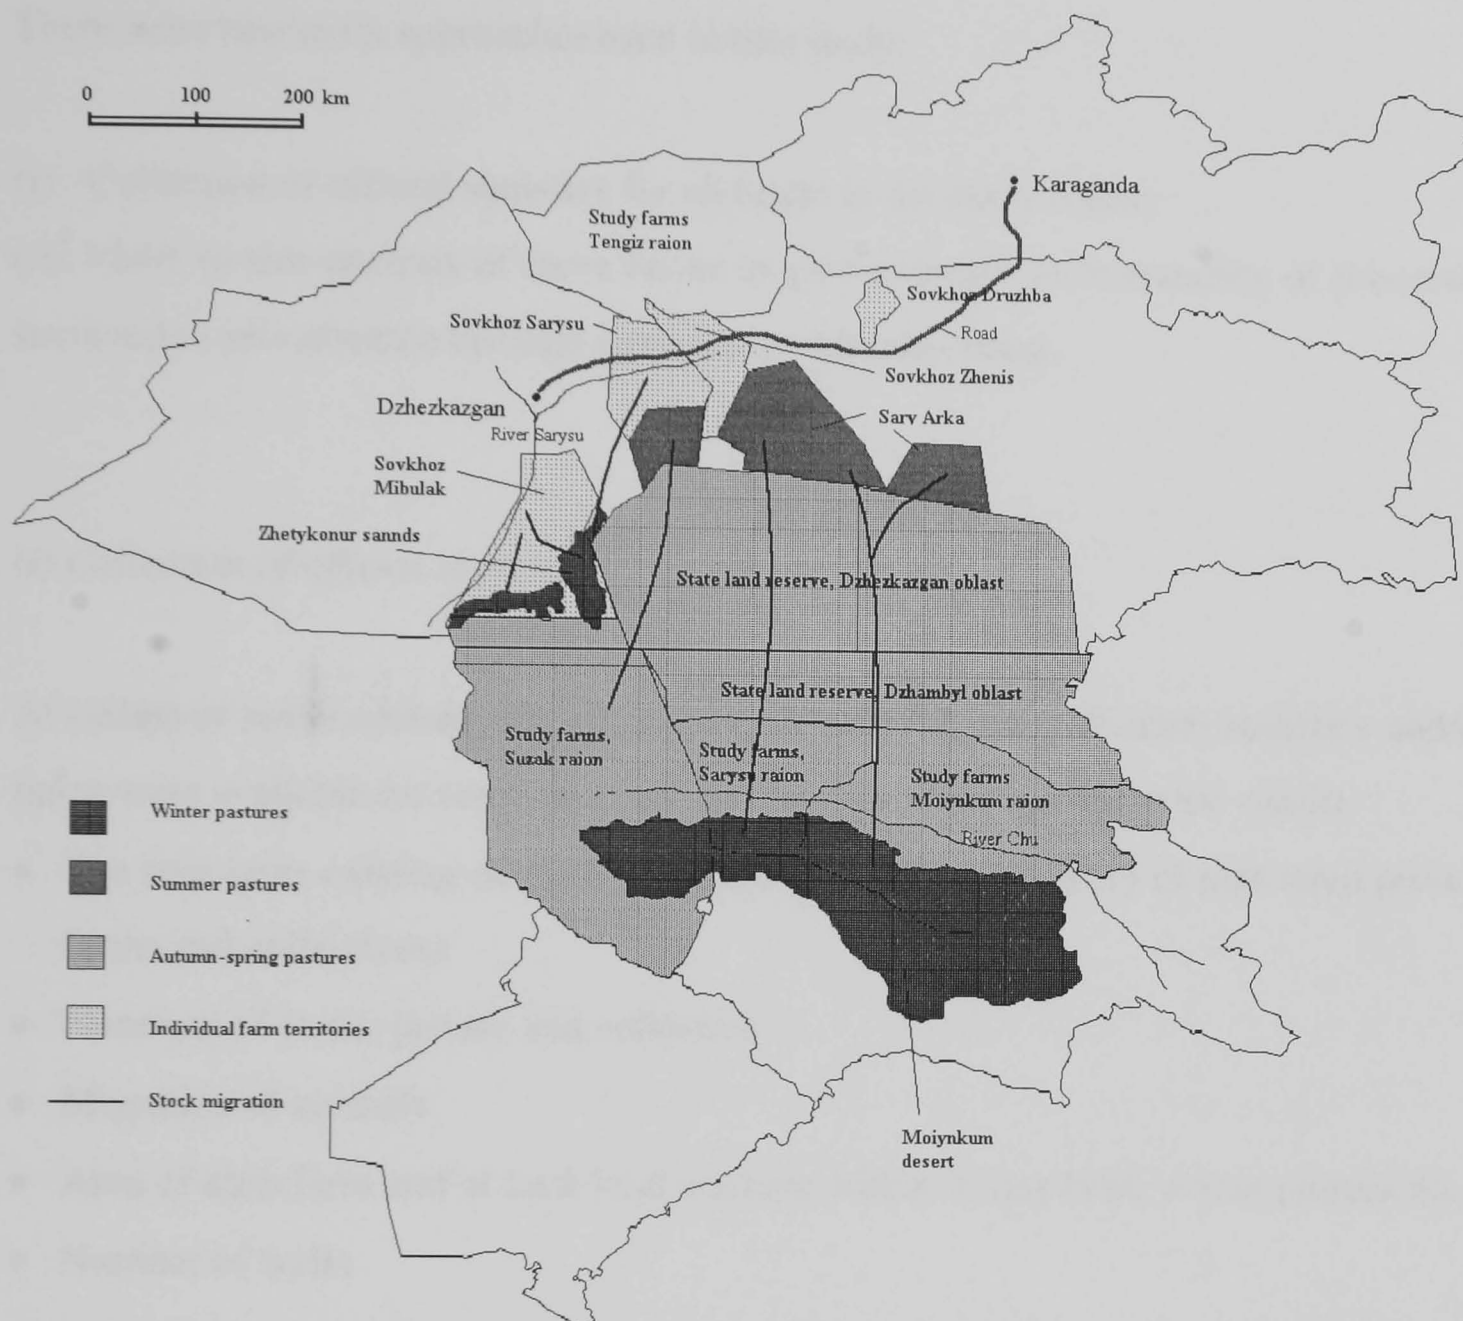 0 100 200 km
Karaganda
Study farms
Tengiz raion
Sovkhoz Druzhba
Sovkhoz Sarysu
Road
Sovkhoz Zhenis
Dzhezkazgan
Sary Arka
River Sarysu
Sovkhoz
Mibulak
Zhetykonur sannds
State land reserve, Dzhezkazgan oblast
State land reserve, Dzhambyl oblast
Study farms,
Suzak raion
Study farms,
Sarysu raion
Study farms
Moiynkum raion
River Chu
Winter pastures
Summer pastures
Autumn-spring pastures
Individual farm territories
Stock migration
Moiynkum
desert